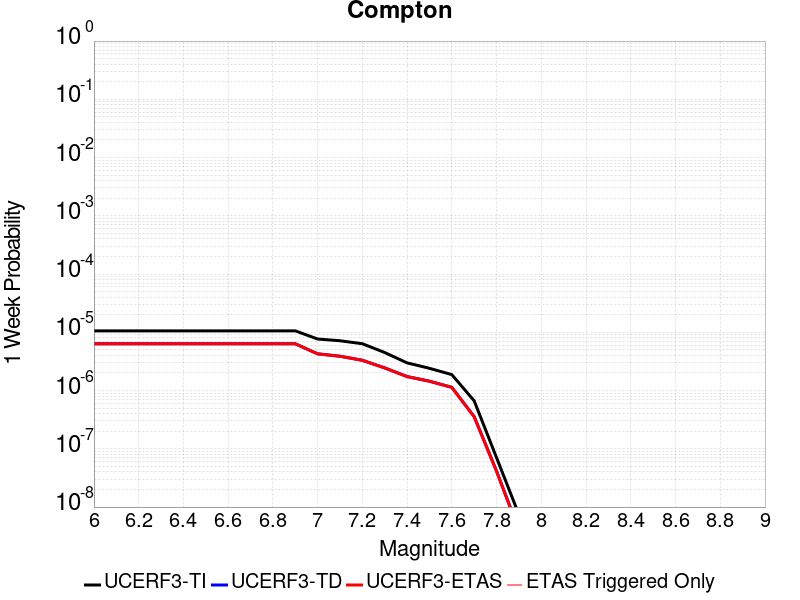 Compton
10^0
10^-1
10^-2
10^-3
10^-4
10^-5
10^-6
10^-7
10^-8
1 Week Probability
6 6.2 6.4 6.6 6.8 7 7.2 7.4 7.6 7.8 8 8.2 8.4 8.6 8.8 9
Magnitude
UCERF3-TI UCERF3-TD UCERF3-ETAS ETAS Triggered Only